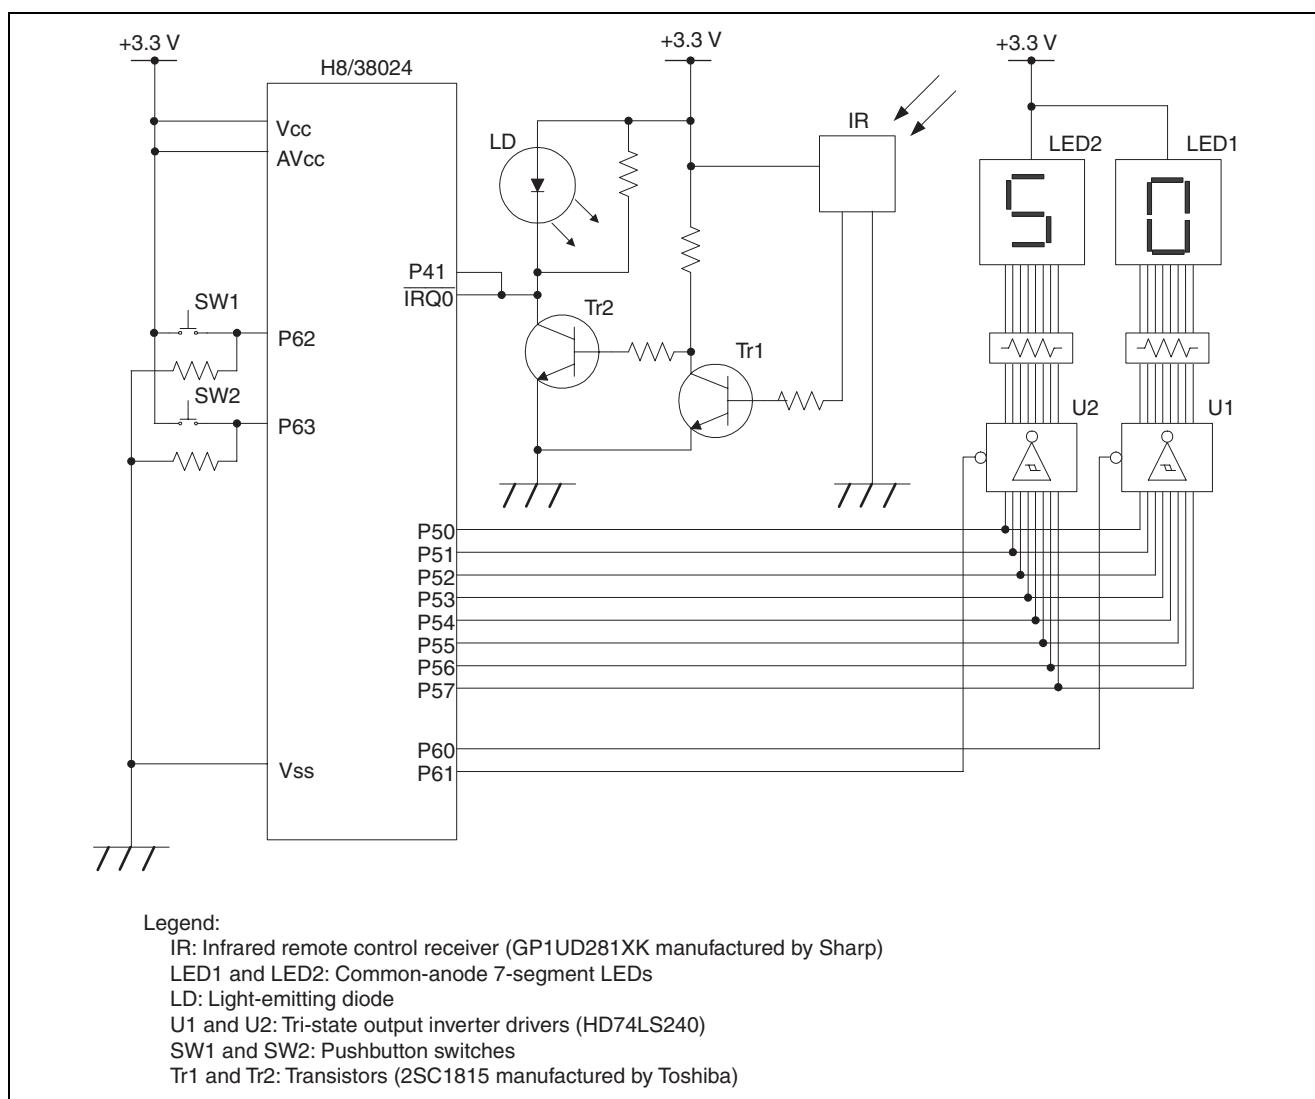 +3.3 V
+3.3 V
+3.3 V
H8/38024
Vcc
AVcc
LD
IR
LED2
LED1
P41
IRQ0
SW1
P62
Tr2
Tr1
SW2
P63
U2
U1
P50
P51
P52
P53
P54
P55
P56
P57
P60
Vss
P61
5
0
Legend:
IR: Infrared remote control receiver (GP1UD281XK manufactured by Sharp)
LED1 and LED2: Common-anode 7-segment LEDs
LD: Light-emitting diode
U1 and U2: Tri-state output inverter drivers (HD74LS240)
SW1 and SW2: Pushbutton switches
Tr1 and Tr2: Transistors (2SC1815 manufactured by Toshiba)